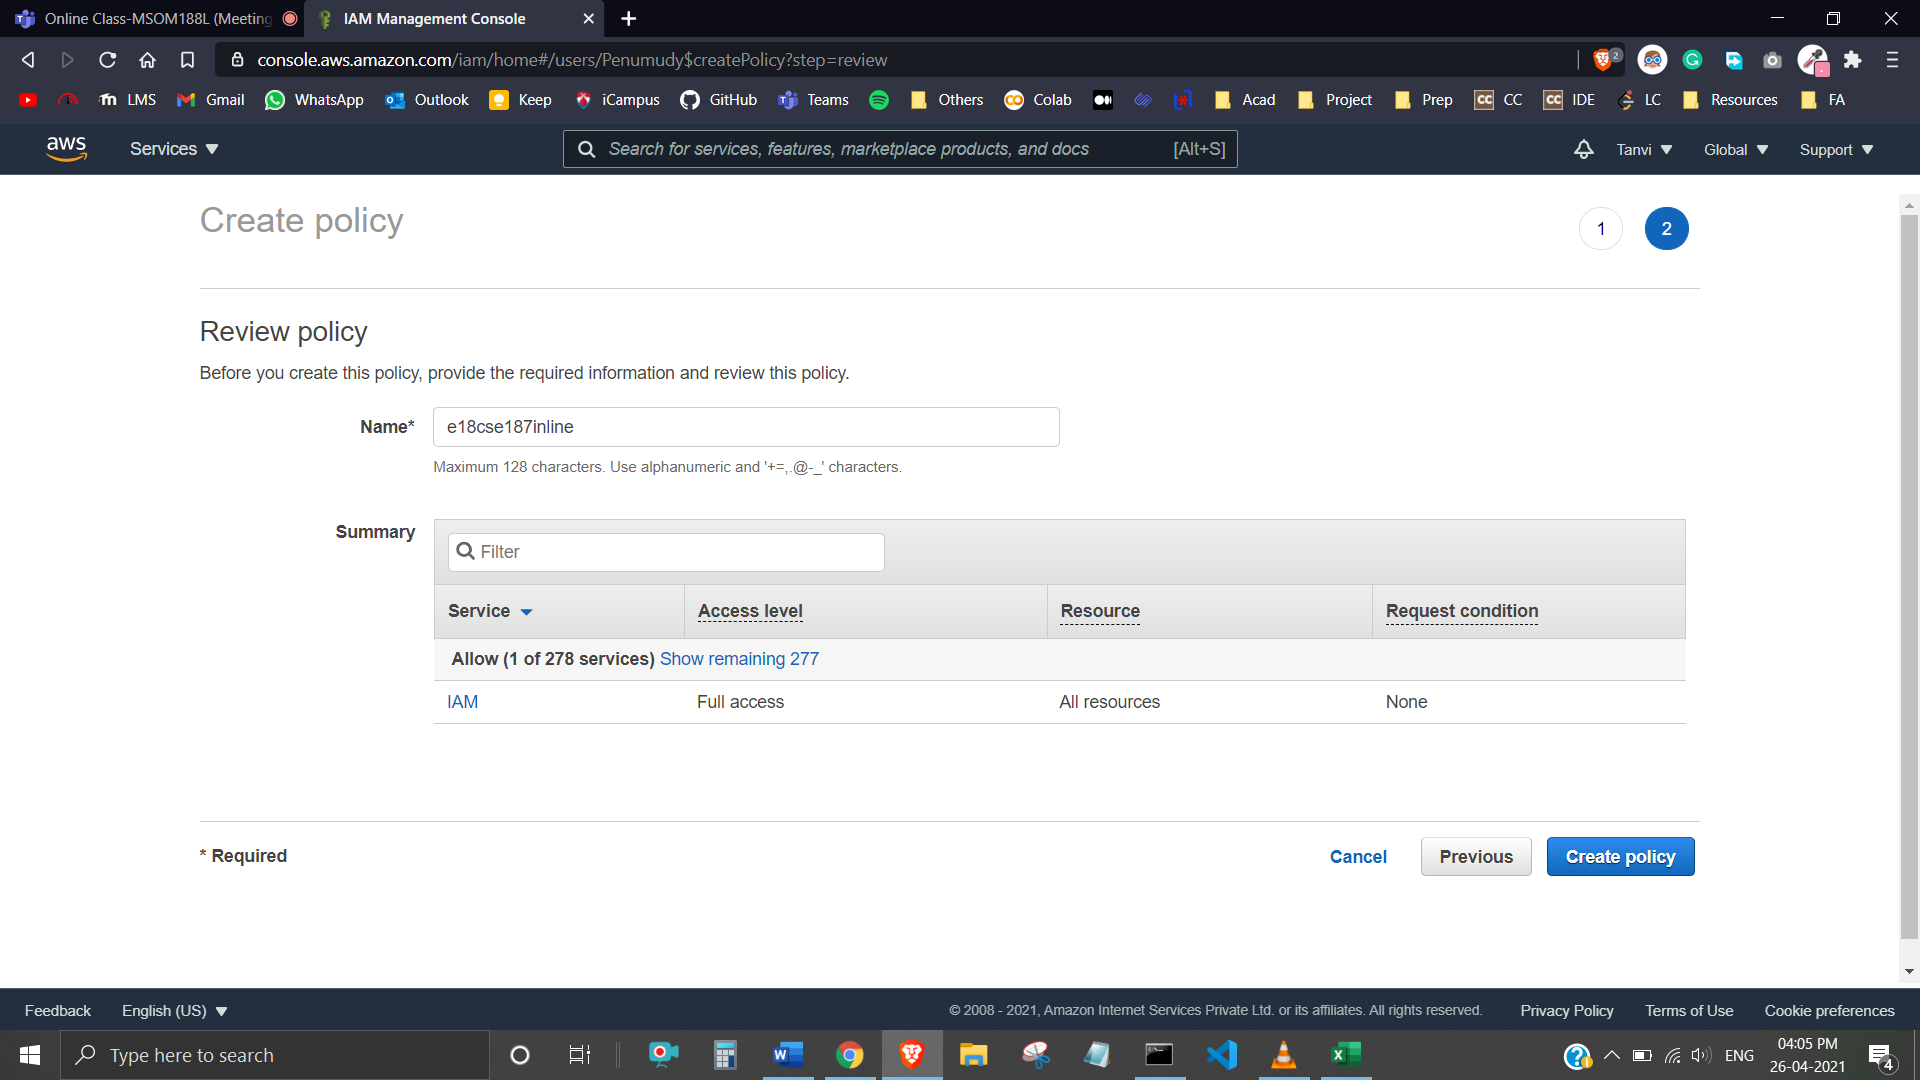 Online Class-MSOM188L (Meeting
IAM Management Console
console.aws.amazon.com/iam/home#/users/Penumudy$createPolicy?step=review
2
LMS
Gmail
WhatsApp
Outlook
Keep
iCampus
GitHub
Teams
Others
Colab
Acad
Project
Prep
CC CC
CC IDE
LC
Resources
FA
aws
Services
Search for services, features, marketplace products, and docs [Alt+S]
Tanvi
Global
Support
Create policy
1
2
Review policy
Before you create this policy, provide the required information and review this policy.
Name* e18cse187inline
Maximum 128 characters. Use alphanumeric and '+=,.@-_' characters.
Summary
Filter
Service Access level Resource Request condition
Allow (1 of 278 services) Show remaining 277
IAM Full access All resources None
* Required
Cancel
Previous
Create policy
Feedback
English (US)
© 2008 - 2021, Amazon Internet Services Private Ltd. or its affiliates. All rights reserved.
Privacy Policy
Terms of Use
Cookie preferences
Type here to search
ENG
04:05 PM
26-04-2021
4